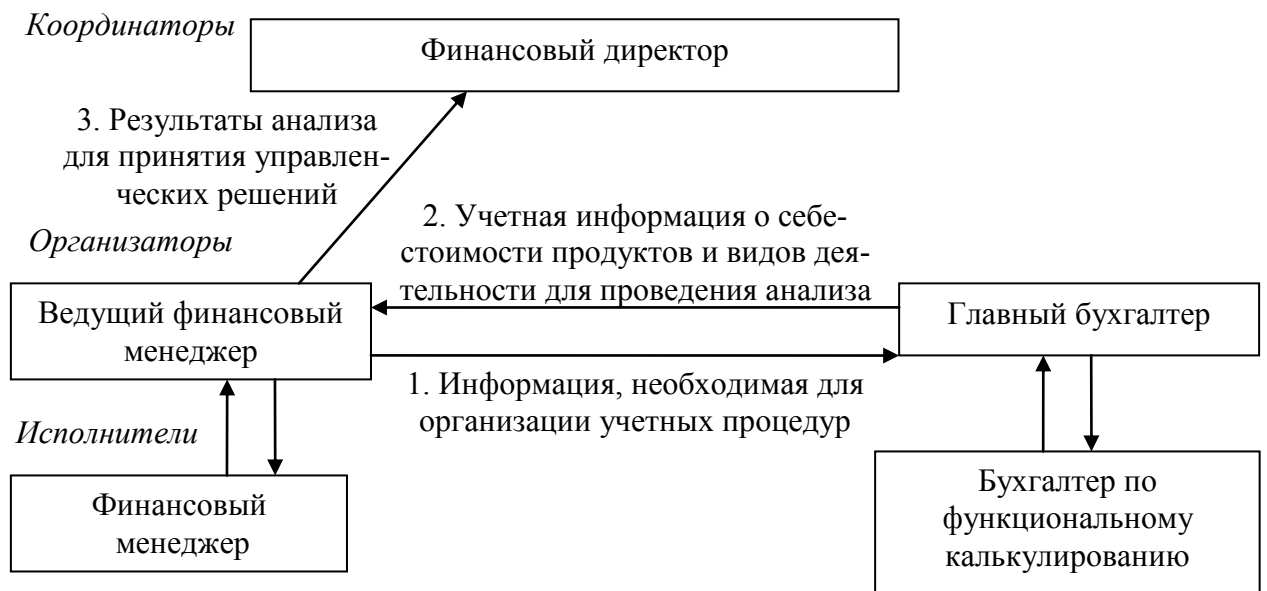 Координаторы
Финансовый директор
3. Результаты анализа
для принятия управлен-
ческих решений
2. Учетная информация о себе-
стоимости продуктов и видов дея-
тельности для проведения анализа
Организаторы
Ведущий финансовый
менеджер
Главный бухгалтер
1. Информация, необходимая для
организации учетных процедур
Исполнители
Финансовый
менеджер
Бухгалтер по
функциональному
калькулированию